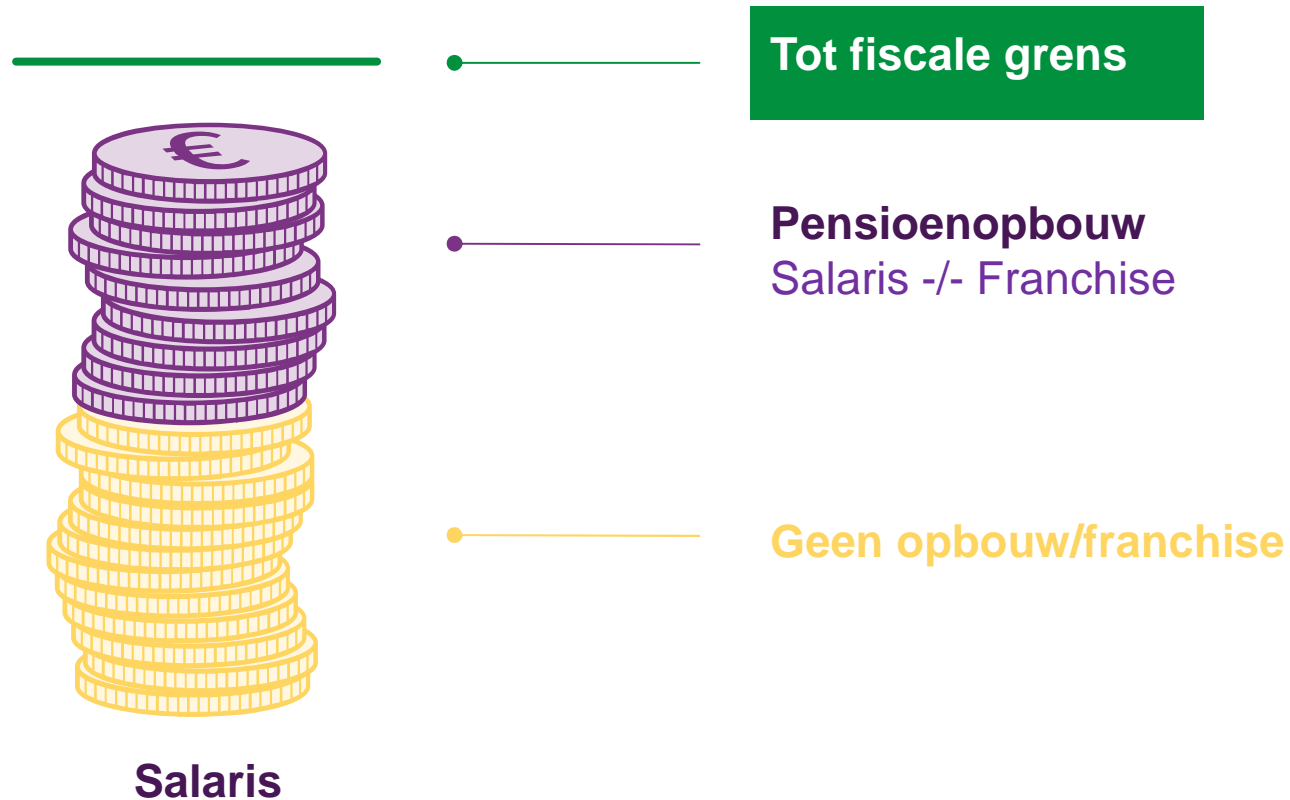 Tot fiscale grens
€
Pensioenopbouw
Salaris -/- Franchise
Geen opbouw/franchise
Salaris